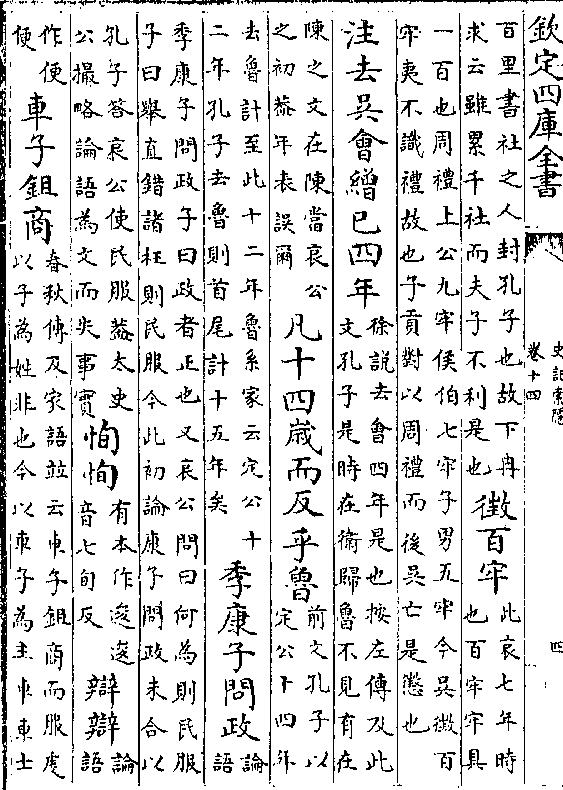 欽定四庫全書
史記索隱
卷十四
四
百里書社之人封孔子也故下冉
求云雖累千社而夫子不利是也
徴百牢
此哀七年時
也百牢牢具
一百也周禮上公九牢侯伯七牢子男五牢今吳徴百
牢夷不識禮故也子貢對以周禮而後吳亡是懲也
注去吳會繒已四年
徐說去會四年是也按左傳及此
文孔子是時在衛歸魯不見有在
陳之文在陳當哀公
之初蓋年表誤爾
凡十四歲而反乎魯
前文孔子以
定公十四年
去魯計至此十二年魯系家云定公十
二年孔子去魯則首尾計十五年矣
季康子問政
論
語
季康子問政子曰政者正也又哀公問曰何為則民服
子曰舉直錯諸枉則民服今此初論康子問政未合以
孔子答哀公使民服蓋太史
公撮略論語為文而失事實
恂恂
有本作逡逡
音七旬反
辯辯
論
語
作便
便
車子鉏商
春秋傳及家語並云車子鉏商而服虔
以子為姓非也今以車子為主車車士